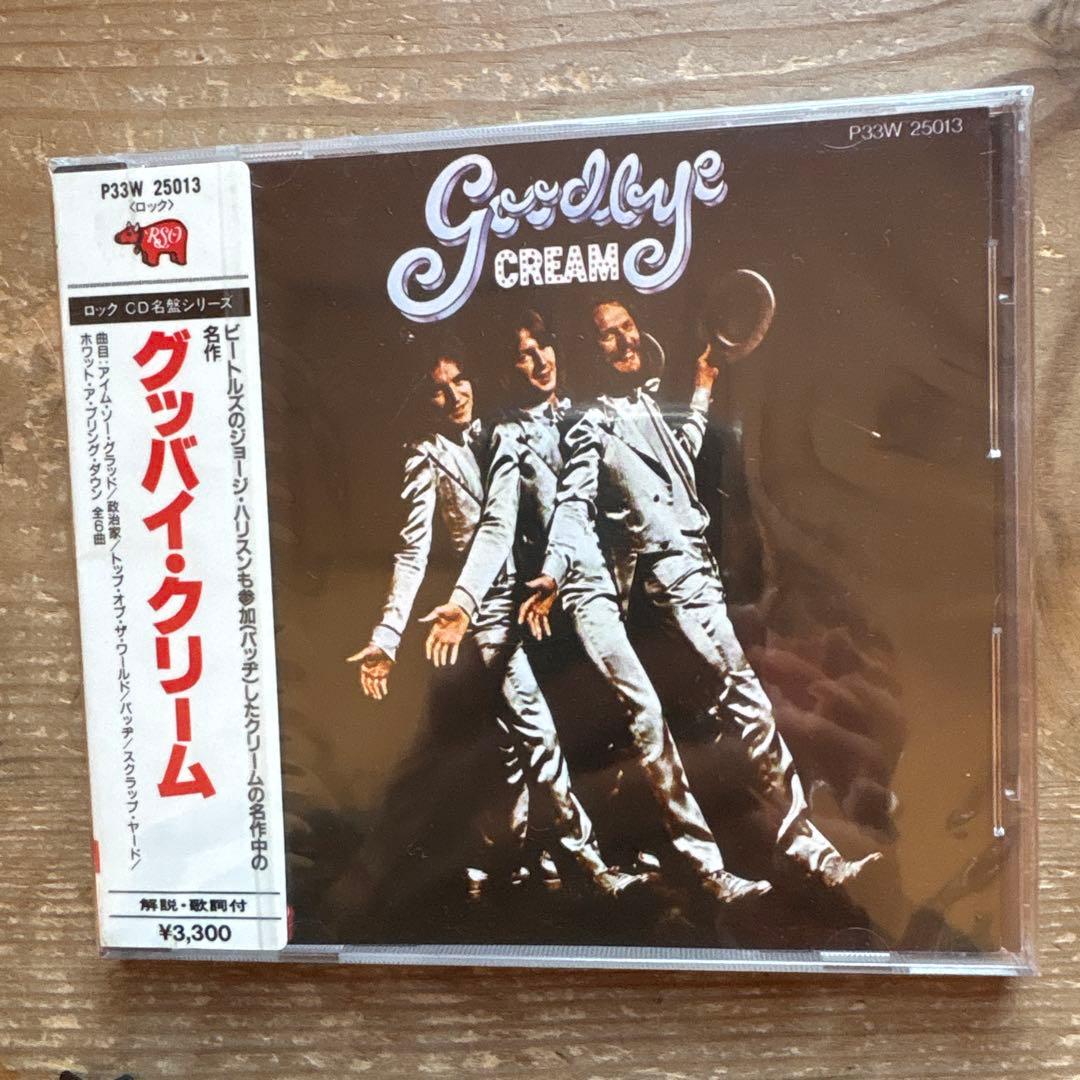 P33W 25013
〈ロック〉
RSO
ロック CD名盤シリーズ
ビートルズのジョージ・ハリスンも参加(バッヂ)したクリームの名作中の
名作
グッバイ・クリーム
曲目:アイム・ソー・グラッド/政治家/トップ・オブ・ザ・ワールド/バッヂ/スクラップ・ヤード/
ホワット・ア・ブリング・ダウン 全6曲
解説・歌詞付
¥3,300
P33W 25013
Goodbye
CREAM